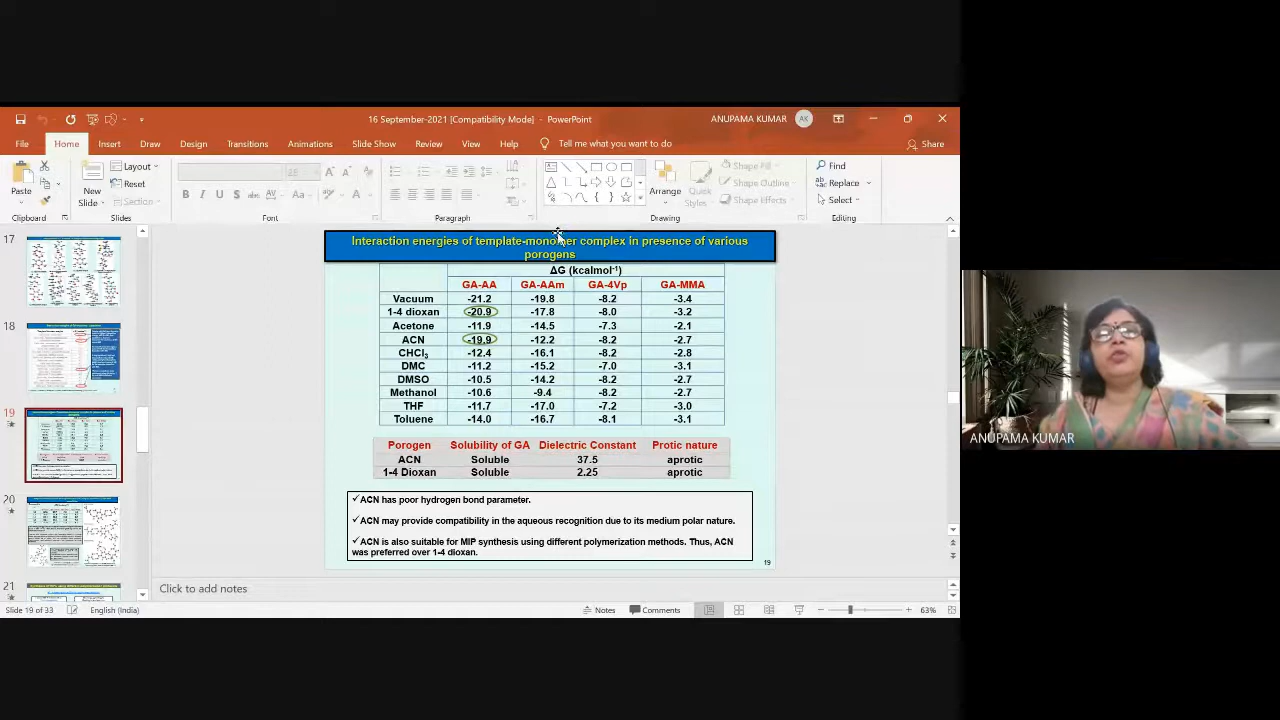 16 September-2021 [Compatibility Mode] - PowerPoint
ANUPAMA KUMAR
AK
File Home Insert Draw Design Transitions Animations Slide Show Review View Help Tell me what you want to do Share
Paste
New Slide
Layout
Reset
Section
28
B I U S abc AV Aa A
Arrange
Quick Styles
Shape Fill
Shape Outline
Shape Effects
Find
Replace
Select
Clipboard Slides Font Paragraph Drawing Editing
17
18
19
20
21
Interaction energies of template-monomer complex in presence of various
porogens
ΔG (kcalmol-1)
GA-AA GA-AAm GA-4Vp GA-MMA
Vacuum -21.2 -19.8 -8.2 -3.4
1-4 dioxan -20.9 -17.8 -8.0 -3.2
Acetone -14.5 -7.3 -2.1
ACN -12.2 -8.2 -2.7
CHCl3 -16.1 -8.2 -2.8
DMC -11.2 -15.2 -7.0 -3.1
DMSO -10.5 -14.2 -8.2 -2.7
Methanol -10.6 -9.4 -8.2 -2.7
THF -11.7 -17.0 -7.2 -3.0
Toluene -14.0 -16.7 -8.1 -3.1
Porogen Solubility of GA Dielectric Constant Protic nature
ACN Soluble 37.5 aprotic
1-4 Dioxan Soluble 2.25 aprotic
✓ACN has poor hydrogen bond parameter.
✓ACN may provide compatibility in the aqueous recognition due to its medium polar nature.
✓ACN is also suitable for MIP synthesis using different polymerization methods. Thus, ACN
was preferred over 1-4 dioxan.
19
Click to add notes
Slide 19 of 33 English (India) Notes Comments 63%
ANUPAMA KUMAR